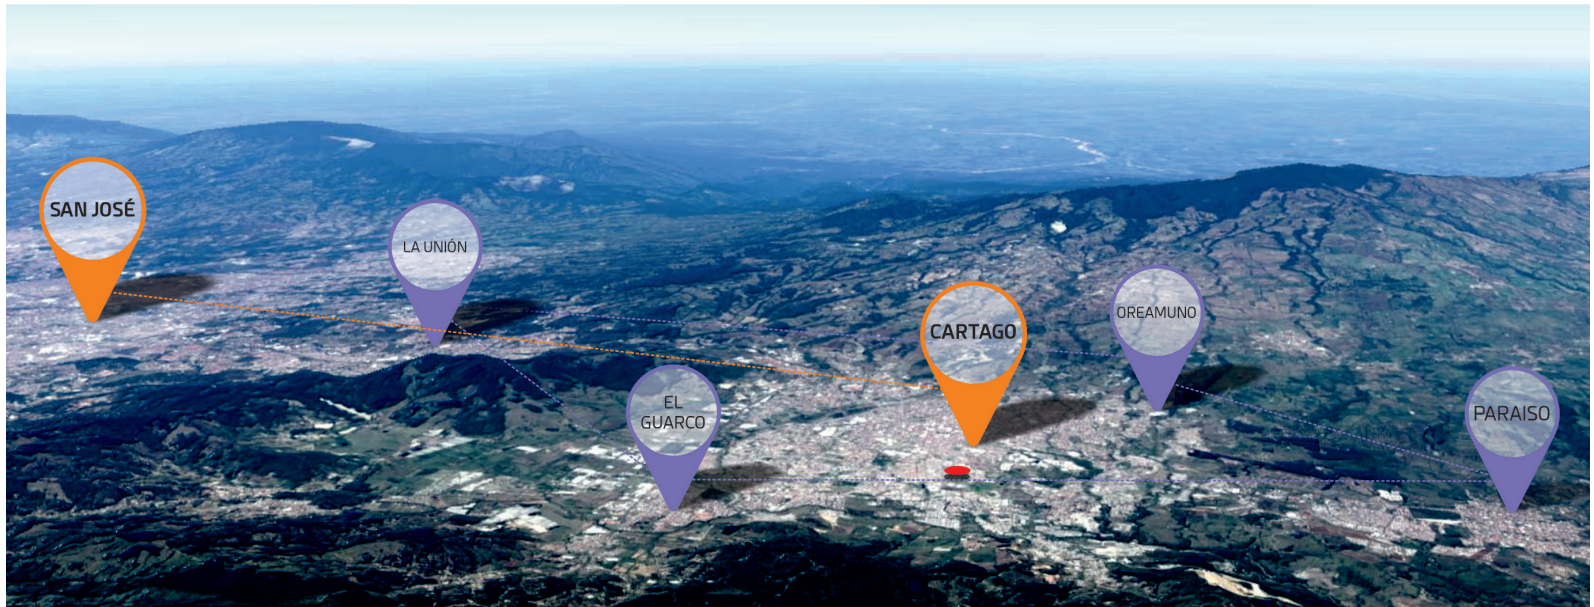 SAN JOSÉ
LA UNIÓN
CARTAGO
OREAMUNO
EL
GUARCO
PARAISO